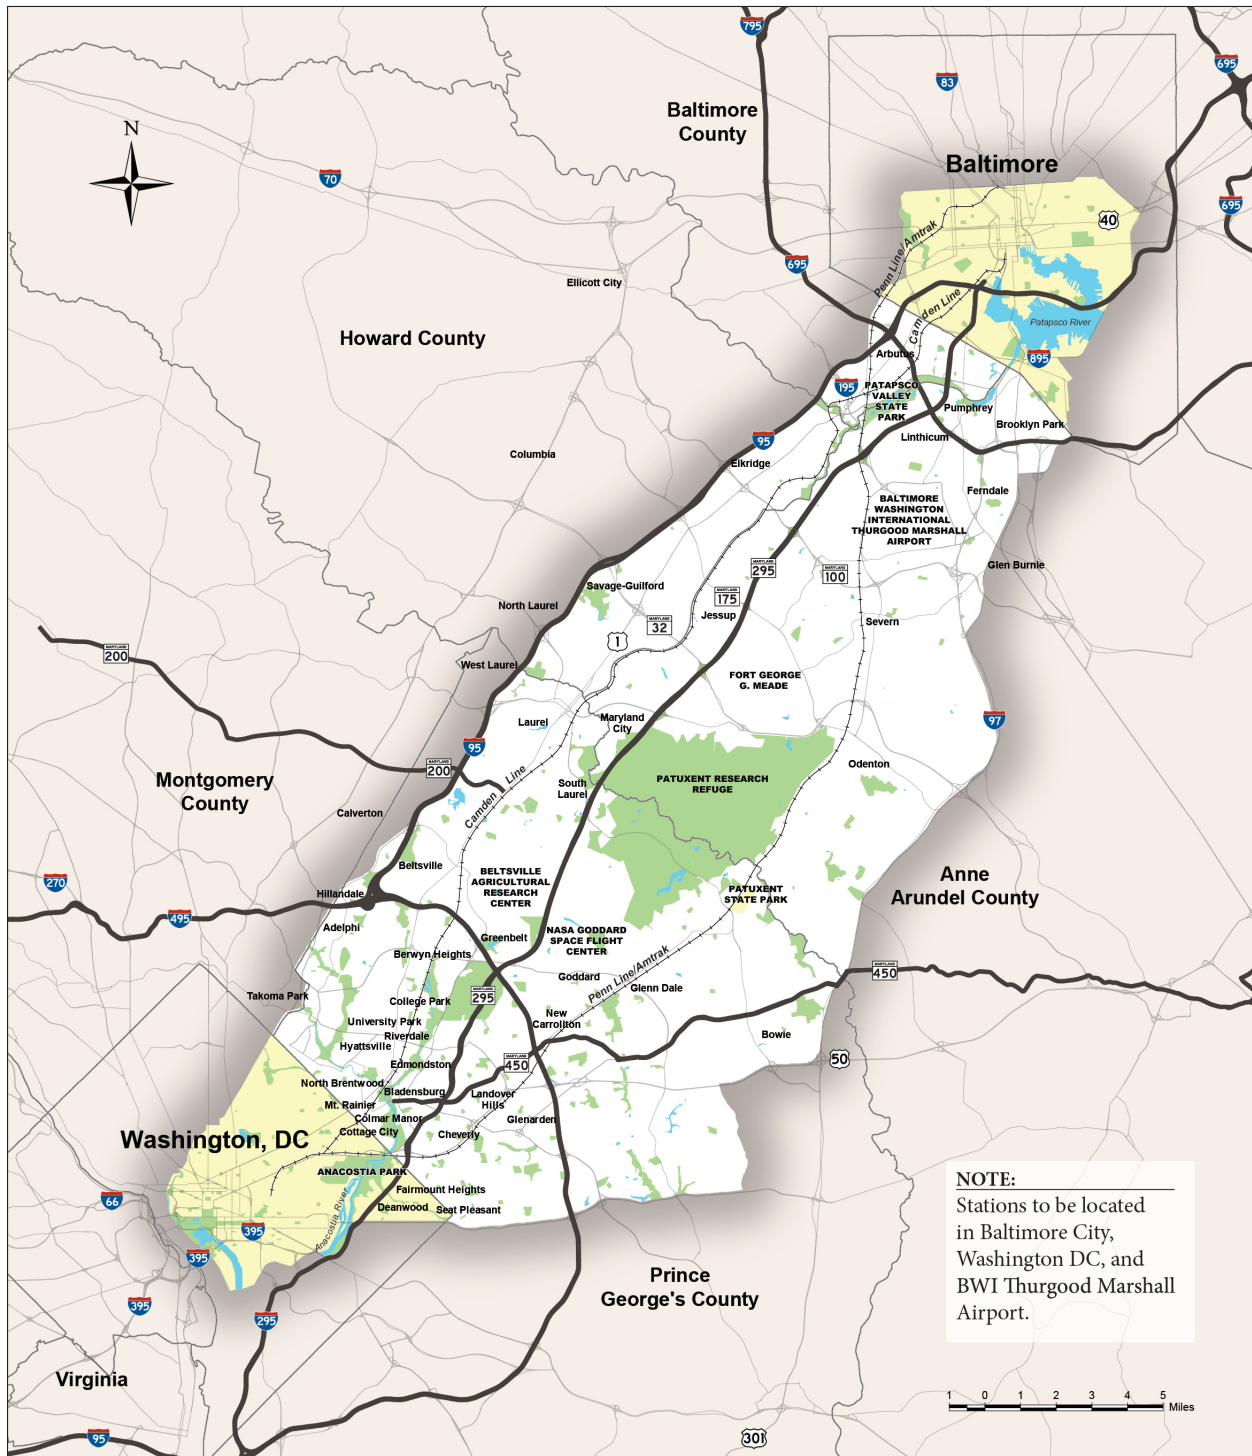 795
695
83
Baltimore
County
N
Baltimore
70
695
40
Penn Line/Amtrak
695
Ellicott City
Camden Line
Patapsco River
Howard County
Arbutus
895
195
PATAPSCO
VALLEY
STATE
PARK
Pumphrey
Brooklyn Park
95
Linthicum
Columbia
Elkridge
Ferndale
BALTIMORE
WASHINGTON
INTERNATIONAL
THURGOOD MARSHALL
AIRPORT
MARYLAND
295
MARYLAND
100
Glen Burnie
Savage-Guilford
MARYLAND
175
North Laurel
Jessup
MARYLAND
32
Severn
1
MARYLAND
200
West Laurel
FORT GEORGE
G. MEADE
Laurel
Maryland
City
97
95
Odenton
MARYLAND
200
Camden Line
South
Laurel
PATUXENT RESEARCH
REFUGE
Montgomery
County
Calverton
Beltsville
BELTSVILLE
AGRICULTURAL
RESEARCH
CENTER
Anne
Arundel County
270
Hillandale
PATUXENT
STATE PARK
495
Adelphi
Greenbelt
NASA GODDARD
SPACE FLIGHT
CENTER
Berwyn Heights
Penn Line/Amtrak
MARYLAND
450
Goddard
Glenn Dale
Takoma Park
College Park
MARYLAND
295
University Park
New
Carrollton
Riverdale
Hyattsville
Bowie
50
Edmondston
MARYLAND
450
North Brentwood
Bladensburg
Landover
Hills
Mt. Rainier
Colmar Manor
Glenarden
Cottage City
Cheverly
Washington, DC
ANACOSTIA PARK
Fairmount Heights
66
Deanwood
Seat Pleasant
Anacostia River
395
395
NOTE:
Stations to be located
in Baltimore City,
Washington DC, and
BWI Thurgood Marshall
Airport.
Prince
George's County
395
295
Virginia
1 0 1 2 3 4 5
Miles
95
301